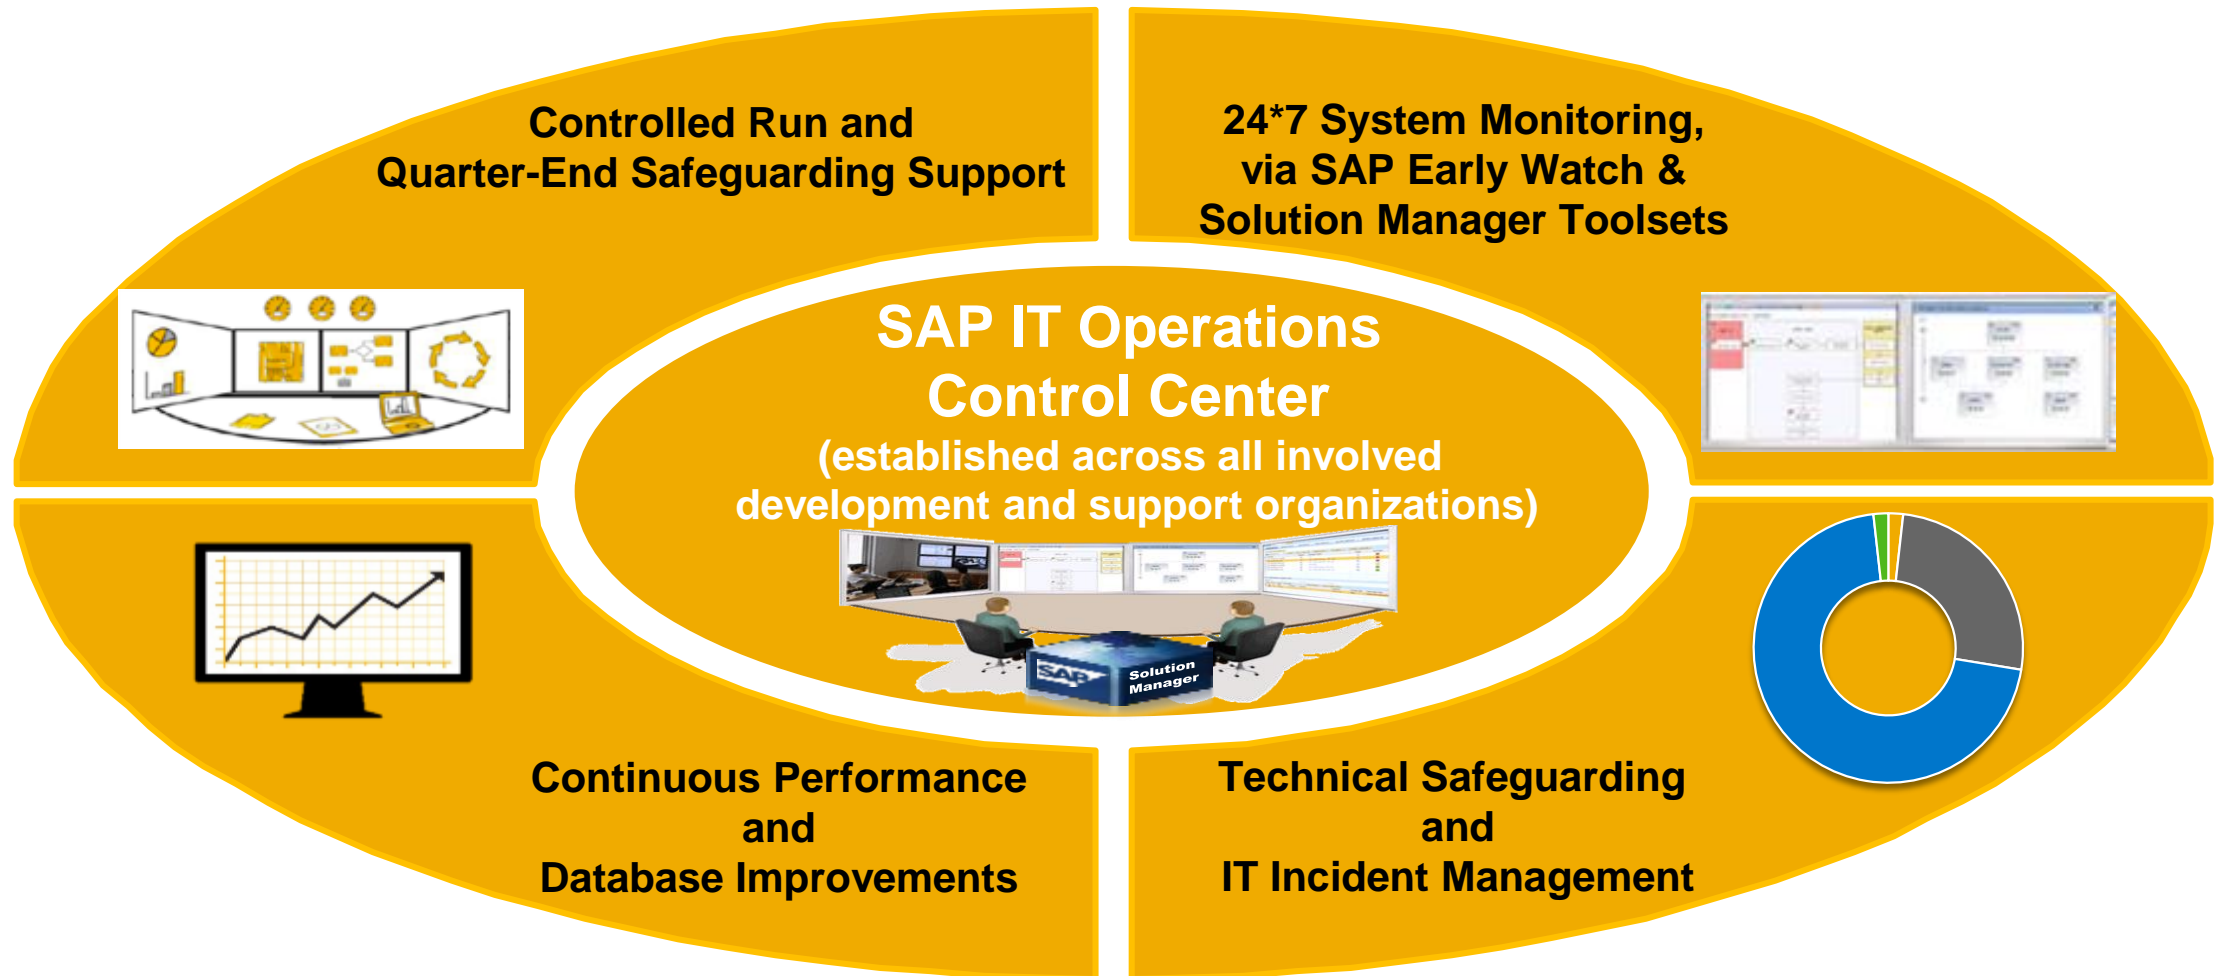 Controlled Run and
Quarter-End Safeguarding Support
24*7 System Monitoring,
via SAP Early Watch &
Solution Manager Toolsets
SAP IT Operations
Control Center
(established across all involved
development and support organizations)
SAP
Solution
Manager
Continuous Performance
and
Database Improvements
Technical Safeguarding
and
IT Incident Management